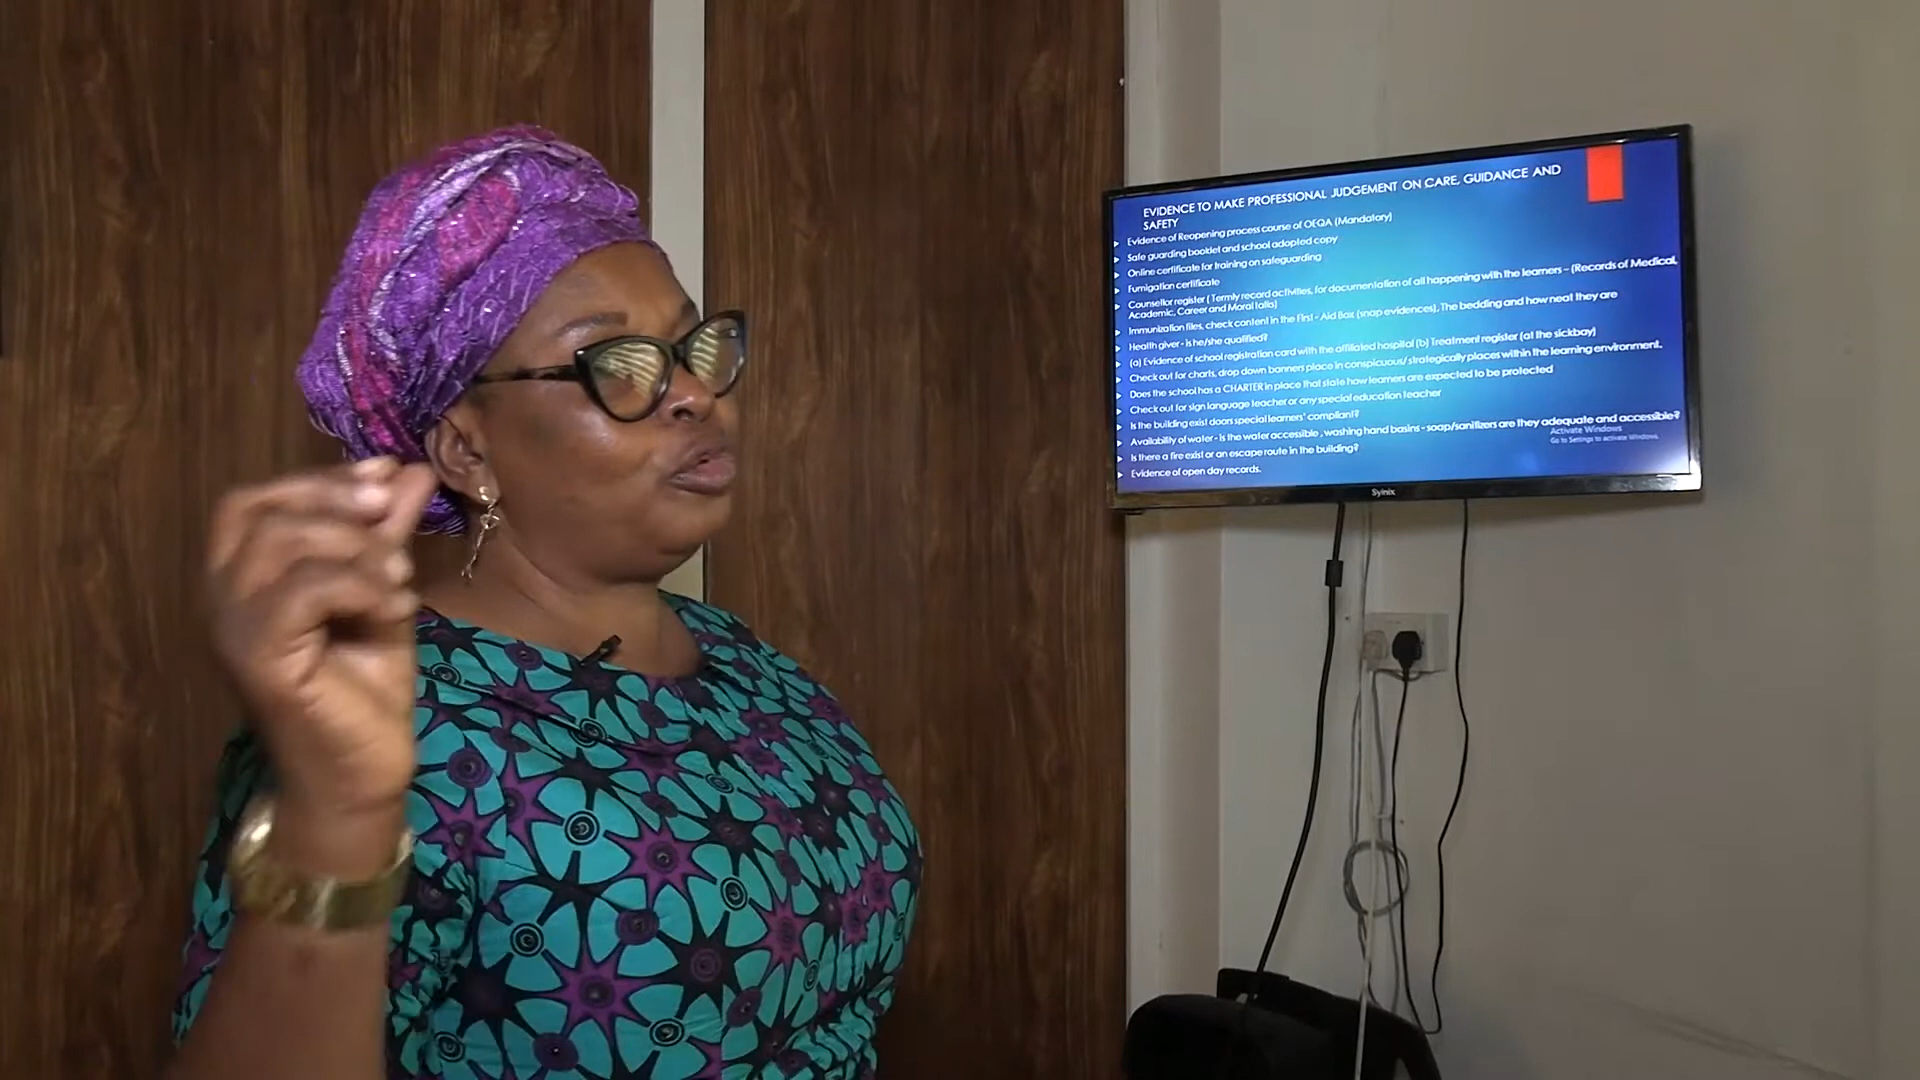 EVIDENCE TO MAKE PROFESSIONAL JUDGEMENT ON CARE, GUIDANCE AND
SAFETY
Evidence of Reopening process course of OEQA (Mandatory)
Safe guarding booklet and school adopted copy
Online certificate for training on safeguarding
Fumigation certificate
Counsellor register ( Termly record activities, for documentation of all happening with the learners – (Records of Medical,
Academic, Career and Moral talks)
Immunization files, check content in the First - Aid Box (snap evidences), The bedding and how neat they are
Health giver - is he/she qualified?
(a) Evidence of school registration card with the affiliated hospital (b) Treatment register (at the sickbay)
Check out for charts, drop down banners place in conspicuous/ strategically places within the learning environment.
Does the school has a CHARTER in place that state how learners are expected to be protected
Check out for sign language teacher or any special education teacher
Is the building exist doors special learners' compliant?
Availability of water - is the water accessible , washing hand basins - soap/sanitizers are they adequate and accessible?
Is there a fire exist or an escape route in the building?
Evidence of open day records.
Activate Windows
Go to Settings to activate Windows.
Syinix